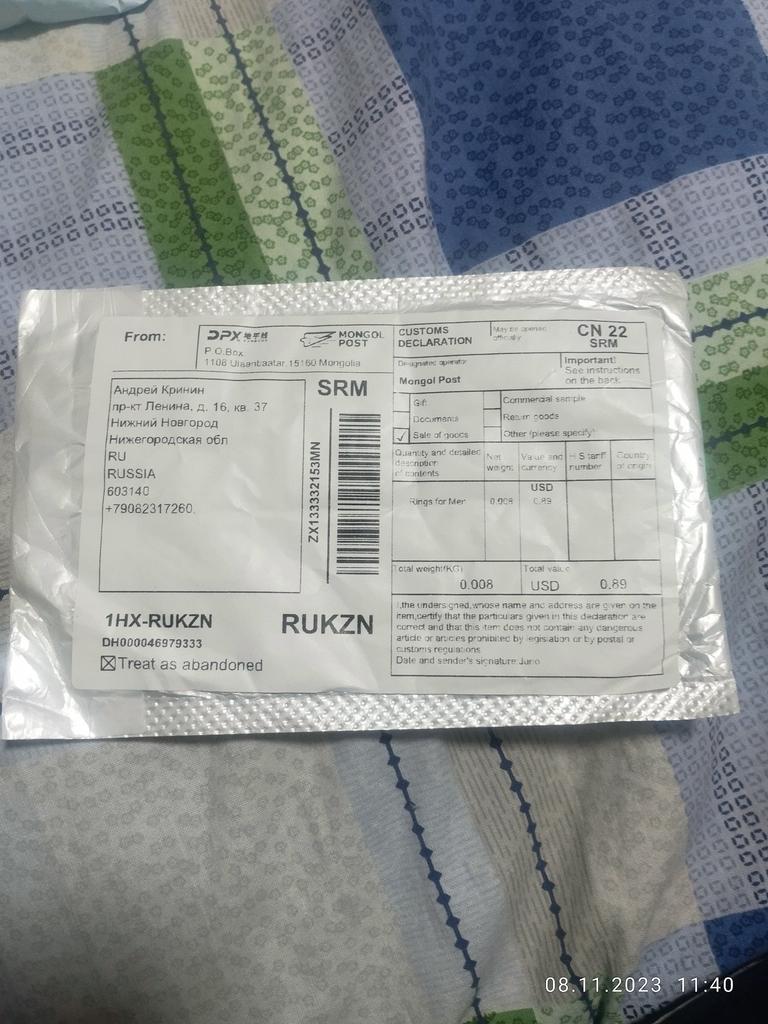 From:
DPX 地平线
MONGOL POST
P.O.Box
1108 Ulaanbaatar 15160 Mongolia
Андрей Кринин
пр-кт Ленина, д. 16, кв. 37
Нижний Новгород
Нижегородская обл
RU
RUSSIA
603140
+79082317260,
SRM
ZX133332153MN
1HX-RUKZN
RUKZN
DH000046979333
☒Treat as abandoned
CUSTOMS DECLARATION
May be opened officially
CN 22
SRM
Designated operator
Mongol Post
Important!
See instructions
on the back
Gift
Commercial sample
Documents
Return goods
✓ Sale of goods
Other (please specify)
Quantity and detailed description of contents
Net weight
Value and currency
HS tariff number
Country of origin
USD
Rings for Men 0.008 0.89
Total weight(KG) Total value
0.008 USD 0.89
I,the undersigned,whose name and address are given on the
item,certify that the particulars given in this declaration are
correct and that this item does not contain any dangerous
article or articles prohibited by legislation or by postal or
customs regulations
Date and sender's signature:
08.11.2023 11:40